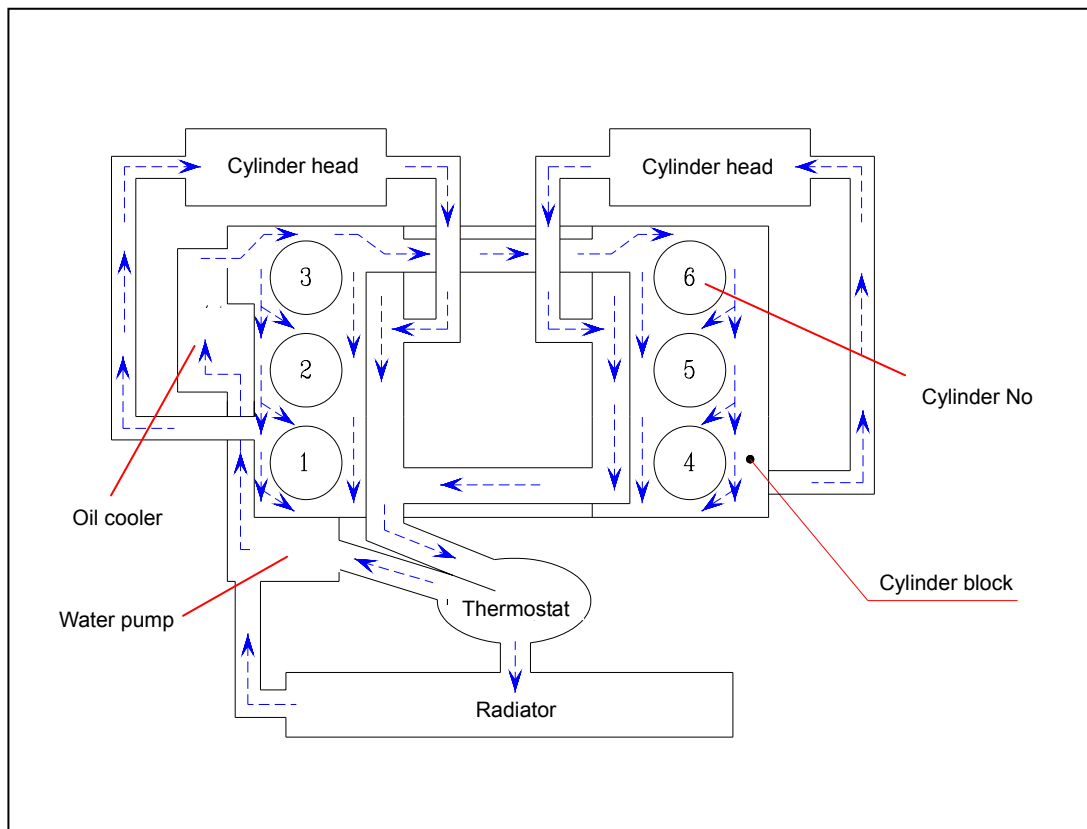 Cylinder head
Cylinder head
3
6
2
5
Cylinder No
1
4
Oil cooler
Cylinder block
Thermostat
Water pump
Radiator